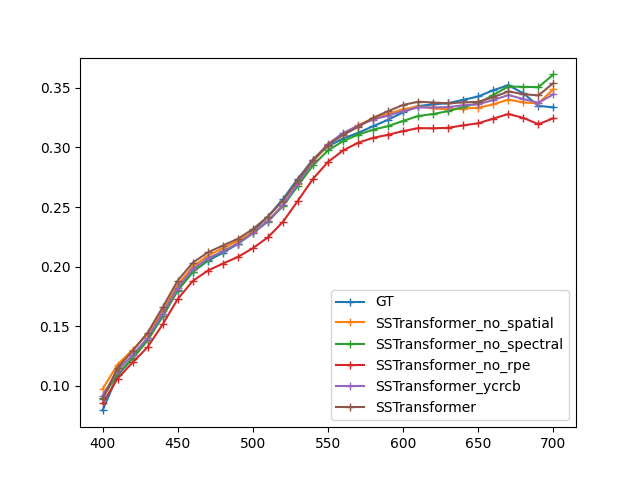 0.35
0.30
0.25
0.20
0.15
0.10
400 450 500 550 600 650 700
GT
SSTransformer_no_spatial
SSTransformer_no_spectral
SSTransformer_no_rpe
SSTransformer_ycrcb
SSTransformer